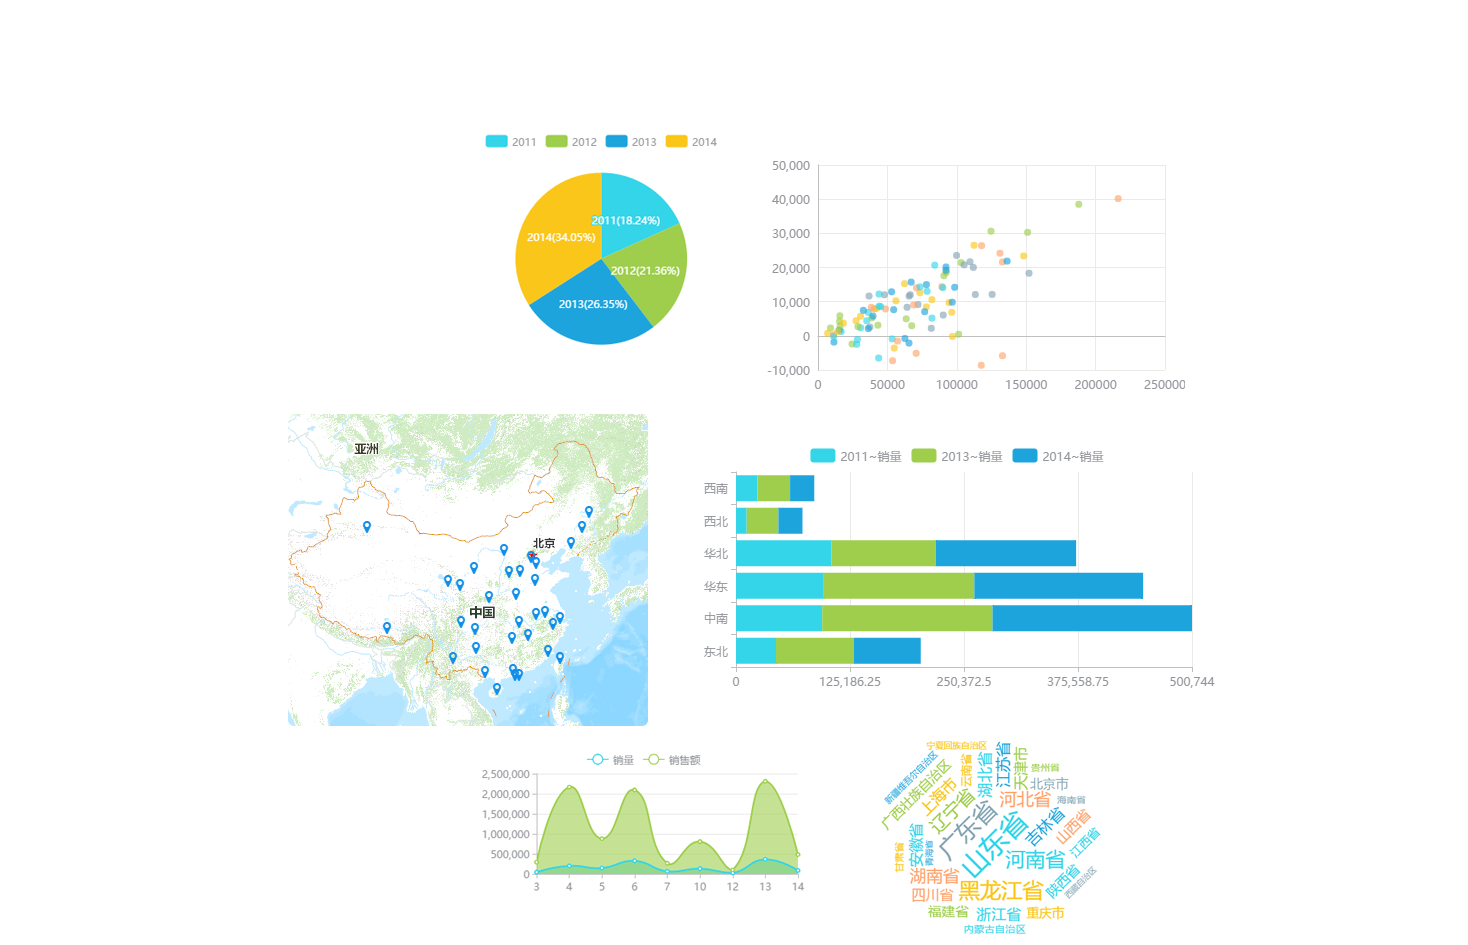 2011 2012 2013 2014
2011(18.24%)
2014(34.05%)
2012(21.36%)
2013(26.35%)
50,000
40,000
30,000
20,000
10,000
0
-10,000
0 50000 100000 150000 200000 250000
亚洲
北京
中国
2011~销量 2013~销量 2014~销量
西南
西北
华北
华东
中南
东北
0 125,186.25 250,372.5 375,558.75 500,744
销量 销售额
2,500,000
2,000,000
1,500,000
1,000,000
500,000
0
3 4 5 6 7 10 12 13 14
宁夏回族自治区
新疆维吾尔自治区
广西壮族自治区
云南省
湖北省
江苏省
天津市
贵州省
北京市
海南省
上海市
辽宁省
河北省
广东省
山东省
吉林省
山西省
江西省
安徽省
青海省
甘肃省
河南省
湖南省
黑龙江省
陕西省
西藏自治区
四川省
福建省
浙江省
重庆市
内蒙古自治区